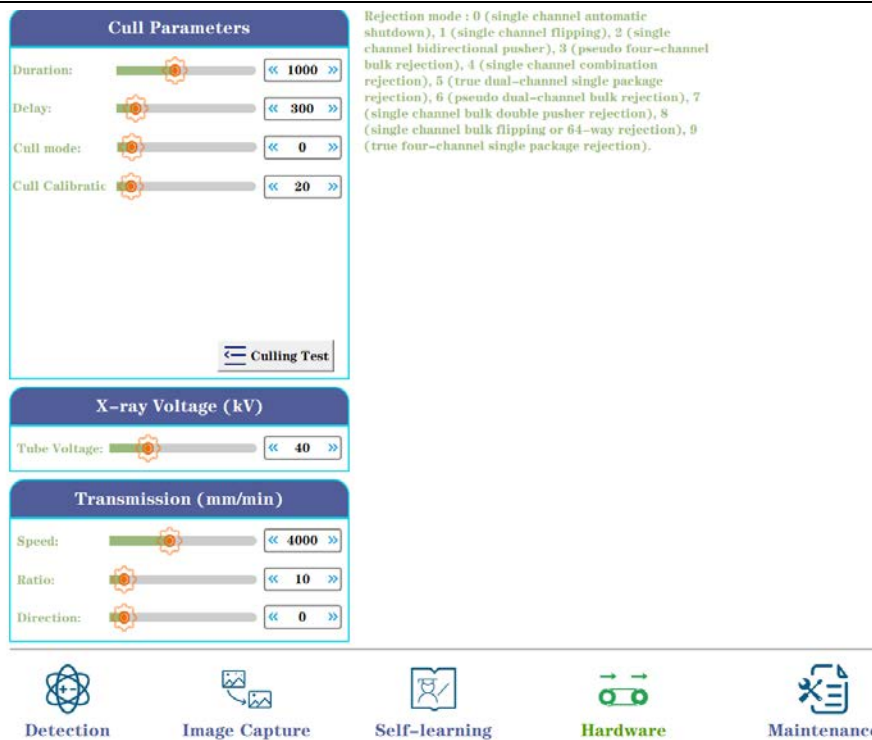 Cull Parameters
Duration:
« 1000 »
Delay:
« 300 »
Cull mode:
« 0 »
Cull Calibratic
« 20 »
Culling Test
X-ray Voltage (kV)
Tube Voltage:
« 40 »
Transmission (mm/min)
Speed:
« 4000 »
Ratio:
« 10 »
Direction:
« 0 »
Rejection mode : 0 (single channel automatic
shutdown), 1 (single channel flipping), 2 (single
channel bidirectional pusher), 3 (pseudo four-channel
bulk rejection), 4 (single channel combination
rejection), 5 (true dual-channel single package
rejection), 6 (pseudo dual-channel bulk rejection), 7
(single channel bulk double pusher rejection), 8
(single channel bulk flipping or 64-way rejection), 9
(true four-channel single package rejection).
Detection
Image Capture
Self-learning
Hardware
Maintenance